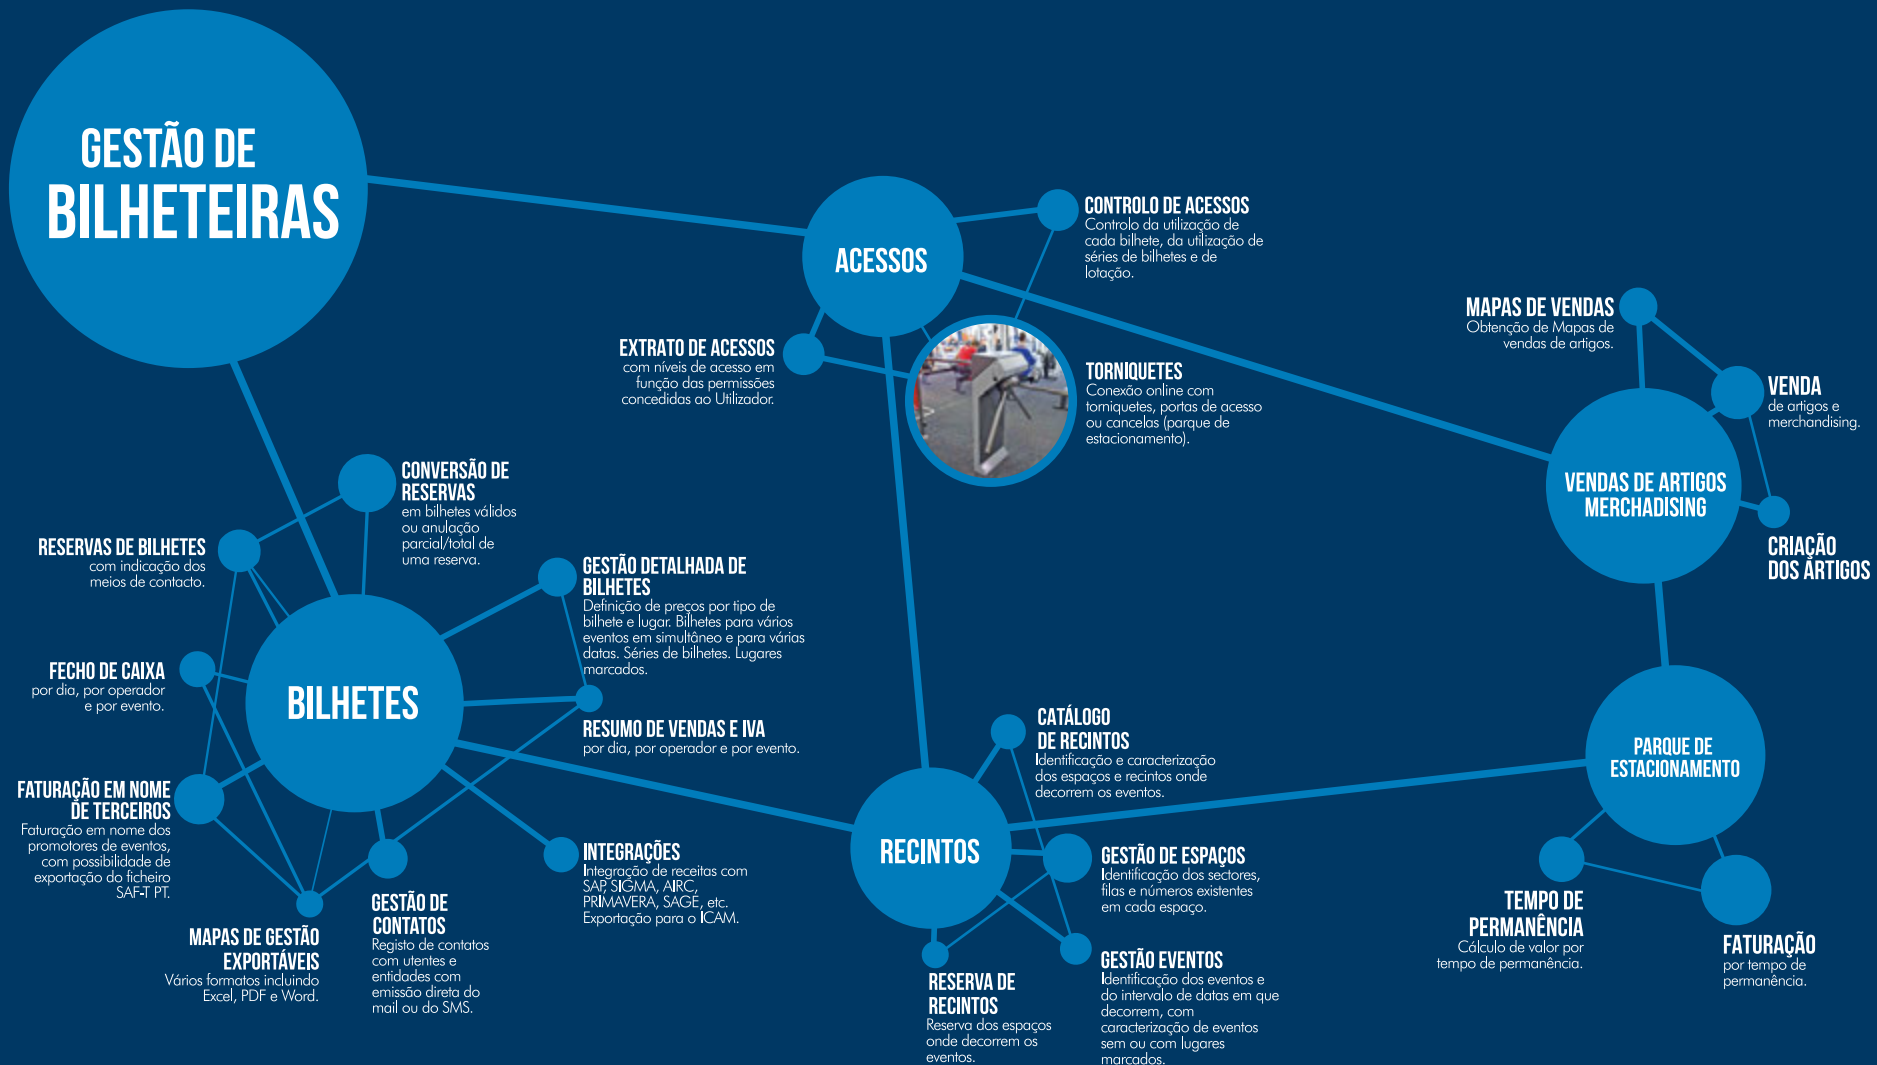 GESTÃO DE
BILHETEIRAS
ACESSOS
CONTROLO DE ACESSOS
Controlo da utilização de
cada bilhete, da utilização de
séries de bilhetes e de
lotação.
EXTRATO DE ACESSOS
com níveis de acesso em
função das permissões
concedidas ao Utilizador.
TORNIQUETES
Conexão online com
torniquetes, portas de acesso
ou cancelas (parque de
estacionamento).
MAPAS DE VENDAS
Obtenção de Mapas de
vendas de artigos.
VENDA
de artigos e
merchandising.
VENDAS DE ARTIGOS
MERCHADISING
CRIAÇÃO
DOS ARTIGOS
CONVERSÃO DE
RESERVAS
em bilhetes válidos
ou anulação
parcial/total de
uma reserva.
RESERVAS DE BILHETES
com indicação dos
meios de contacto.
GESTÃO DETALHADA DE
BILHETES
Definição de preços por tipo de
bilhete e lugar. Bilhetes para vários
eventos em simultâneo e para várias
datas. Séries de bilhetes. Lugares
marcados.
FECHO DE CAIXA
por dia, por operador
e por evento.
BILHETES
RESUMO DE VENDAS E IVA
por dia, por operador e por evento.
FATURAÇÃO EM NOME
DE TERCEIROS
Faturação em nome dos
promotores de eventos,
com possibilidade de
exportação do ficheiro
SAF-T PT.
MAPAS DE GESTÃO
EXPORTÁVEIS
Vários formatos incluindo
Excel, PDF e Word.
GESTÃO DE
CONTATOS
Registo de contatos
com utentes e
entidades com
emissão direta do
mail ou do SMS.
INTEGRAÇÕES
Integração de receitas com
SAP, SIGMA, AIRC,
PRIMAVERA, SAGE, etc.
Exportação para o ICAM.
CATÁLOGO
DE RECINTOS
Identificação e caracterização
dos espaços e recintos onde
decorrem os eventos.
RECINTOS
GESTÃO DE ESPAÇOS
Identificação dos sectores,
filas e números existentes
em cada espaço.
RESERVA DE
RECINTOS
Reserva dos espaços
onde decorrem os
eventos.
GESTÃO EVENTOS
Identificação dos eventos e
do intervalo de datas em que
decorrem, com
caracterização de eventos
sem ou com lugares
marcados.
PARQUE DE
ESTACIONAMENTO
TEMPO DE
PERMANÊNCIA
Cálculo de valor por
tempo de permanência.
FATURAÇÃO
por tempo de
permanência.